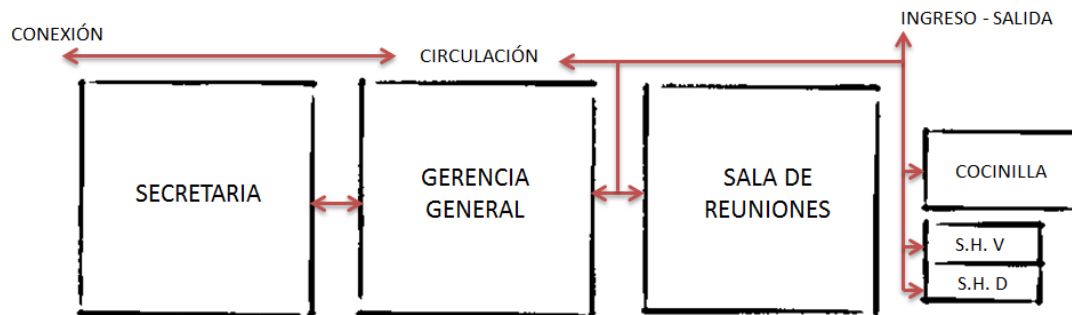 INGRESO - SALIDA
CONEXIÓN
CIRCULACIÓN
SECRETARIA
GERENCIA
GENERAL
SALA DE
REUNIONES
COCINILLA
S.H. V
S.H. D